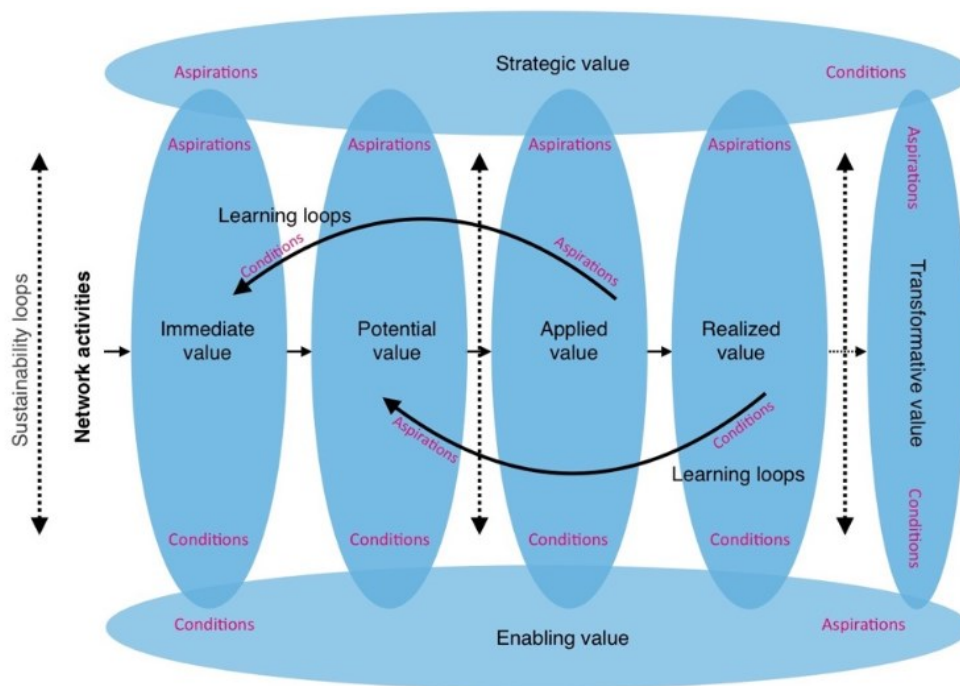 Strategic value
Aspirations
Conditions
Aspirations
Aspirations
Aspirations
Aspirations
Aspirations
Learning loops
Conditions
Aspirations
Sustainability loops
Network activities
Immediate
value
Potential
value
Applied
value
Realized
value
Transformative value
Aspirations
Conditions
Learning loops
Conditions
Conditions
Conditions
Conditions
Conditions
Conditions
Enabling value
Aspirations